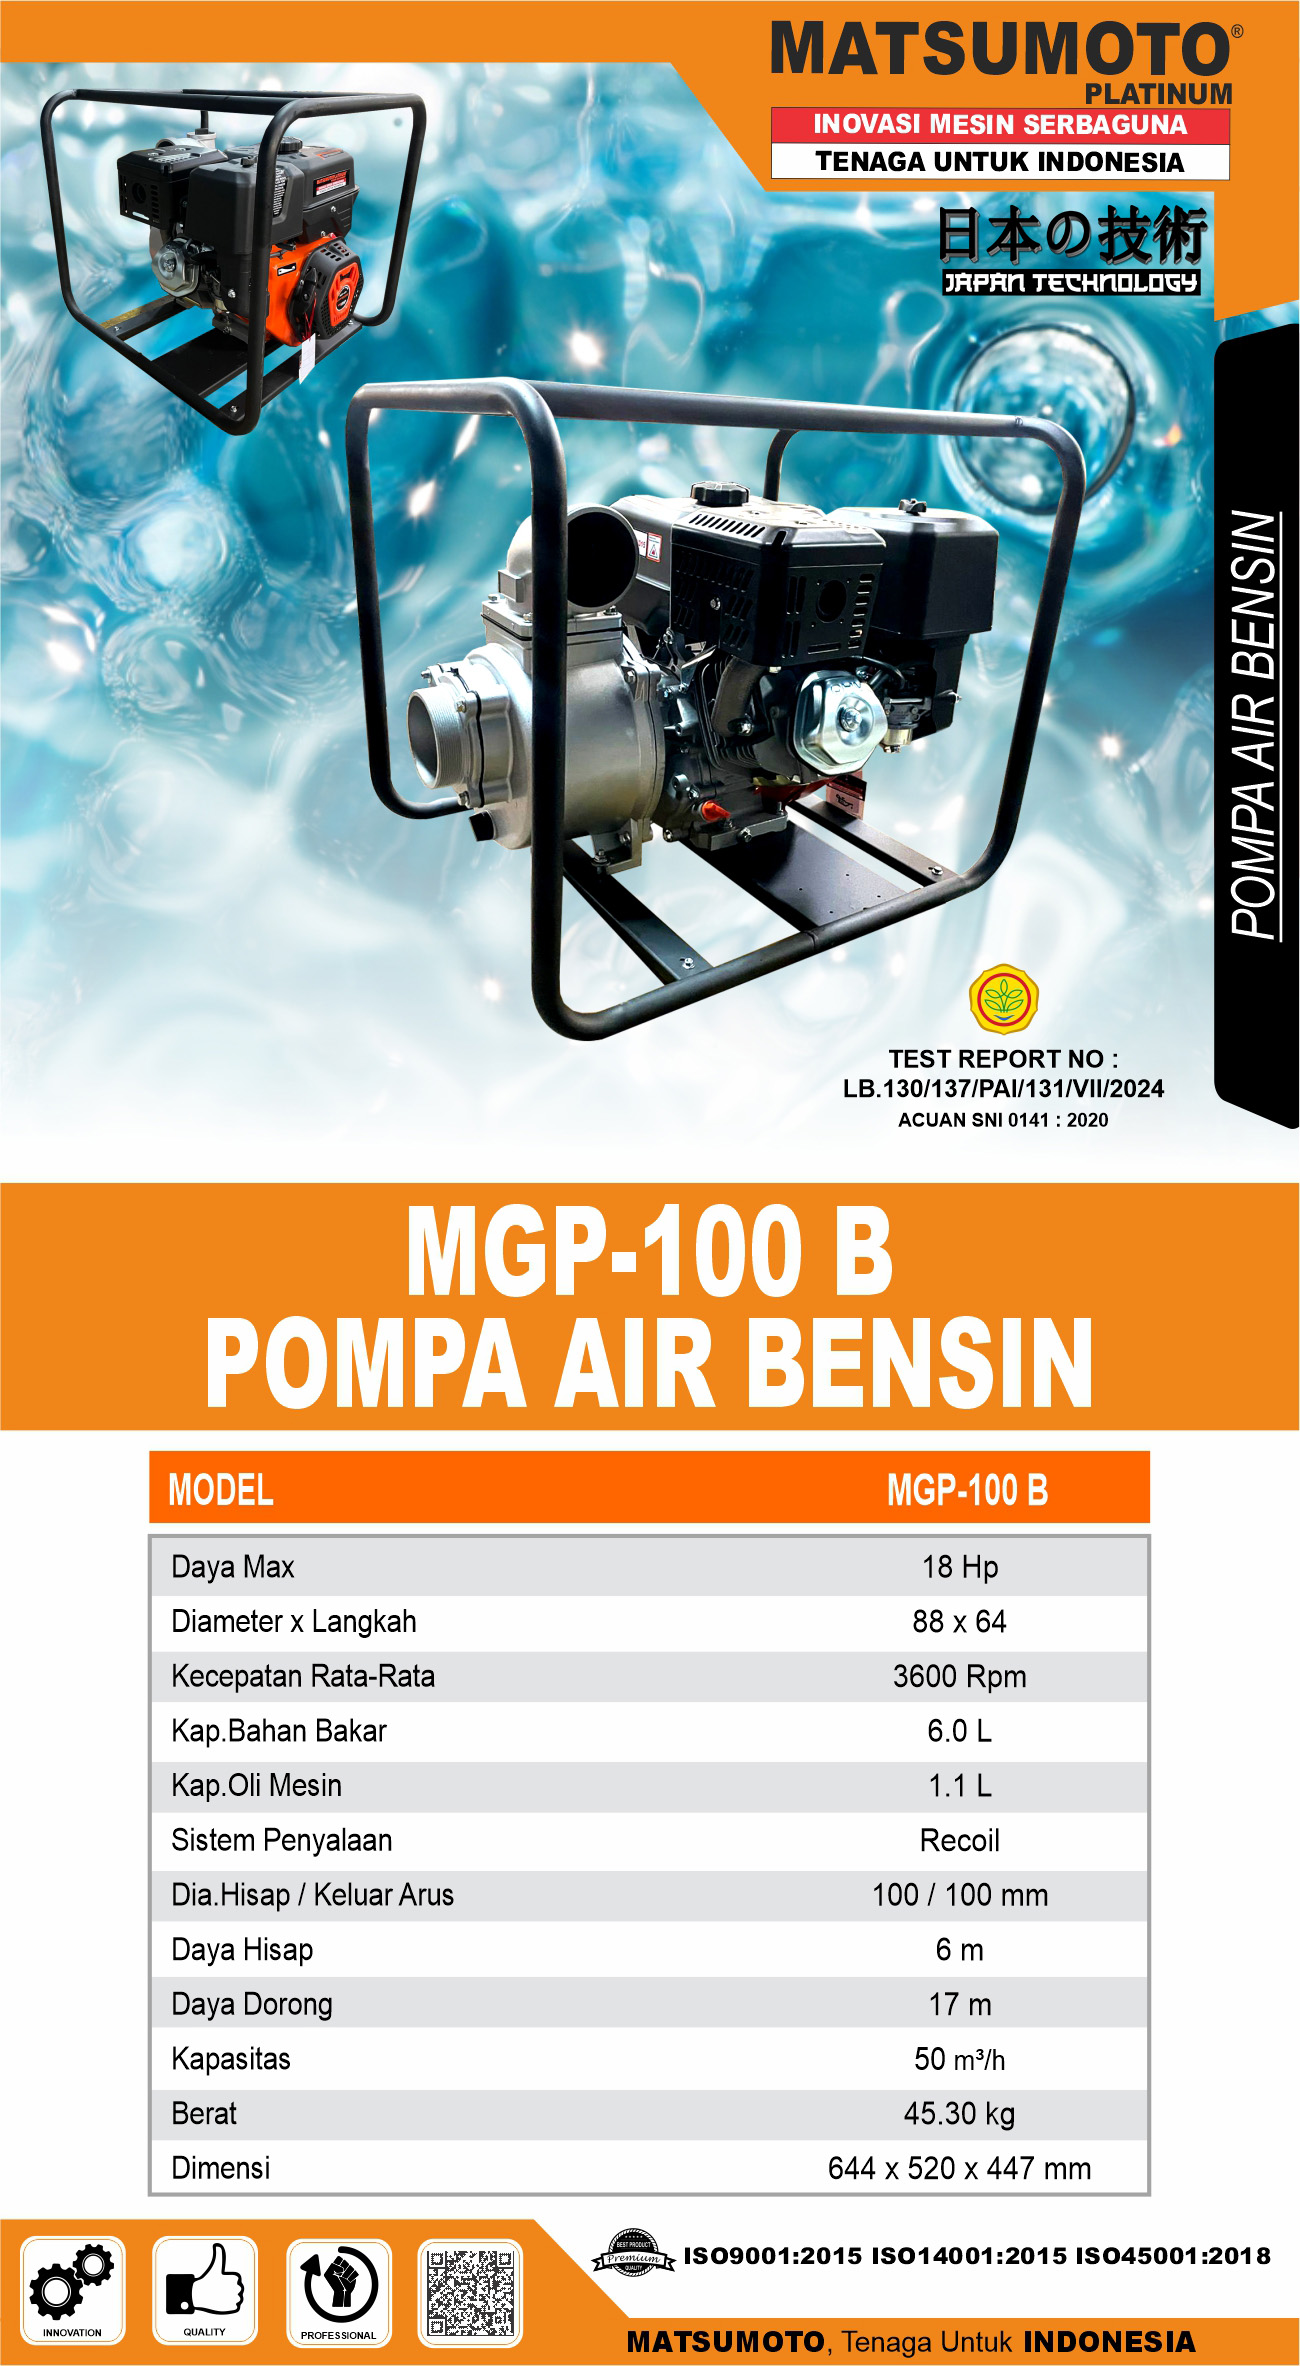 MATSUMOTO®
PLATINUM
INOVASI MESIN SERBAGUNA
TENAGA UNTUK INDONESIA
日本の技術
JAPAN TECHNOLOGY
POMPA AIR BENSIN
TEST REPORT NO :
LB.130/137/PAI/131/VII/2024
ACUAN SNI 0141 : 2020
MGP-100 B
POMPA AIR BENSIN
MODEL MGP-100 B
Daya Max 18 Hp
Diameter x Langkah 88 x 64
Kecepatan Rata-Rata 3600 Rpm
Kap.Bahan Bakar 6.0 L
Kap.Oli Mesin 1.1 L
Sistem Penyalaan Recoil
Dia.Hisap / Keluar Arus 100 / 100 mm
Daya Hisap 6 m
Daya Dorong 17 m
Kapasitas 50 m³/h
Berat 45.30 kg
Dimensi 644 x 520 x 447 mm
INNOVATION
QUALITY
PROFESSIONAL
BEST PRODUCT
Premium
QUALITY
ISO9001:2015 ISO14001:2015 ISO45001:2018
MATSUMOTO, Tenaga Untuk INDONESIA